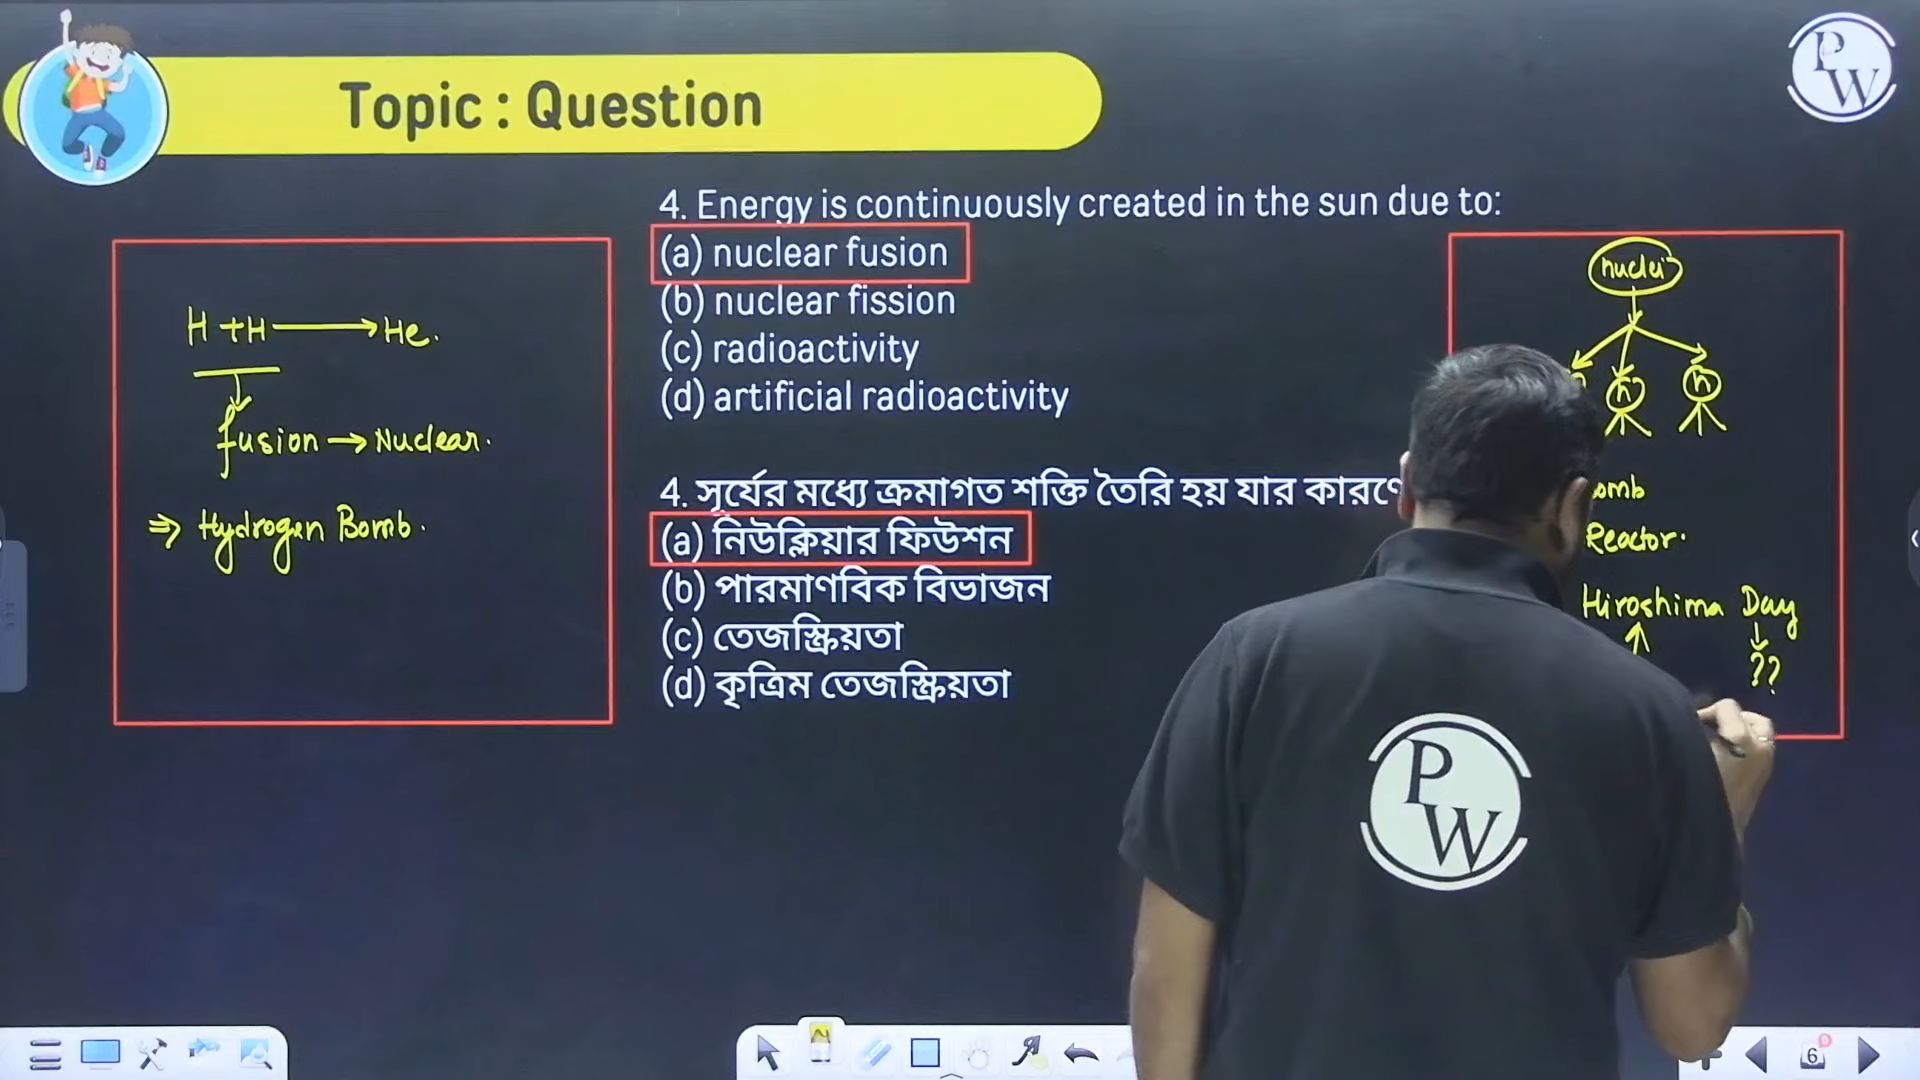 Topic : Question
PW
4. Energy is continuously created in the sun due to:
(a) nuclear fusion
(b) nuclear fission
(c) radioactivity
(d) artificial radioactivity
4. সূর্যের মধ্যে ক্রমাগত শক্তি তৈরি হয় যার
(a) নিউক্লিয়ার ফিউশন
(b) পারমাণবিক বিভাজন
(c) তেজস্ক্রিয়তা
(d) কৃত্রিম তেজস্ক্রিয়তা
H + H → He.
fusion → Nuclear.
⇒ Hydrogen Bomb.
nuclei
n n
Reactor.
Hiroshima Day
??
PW
6